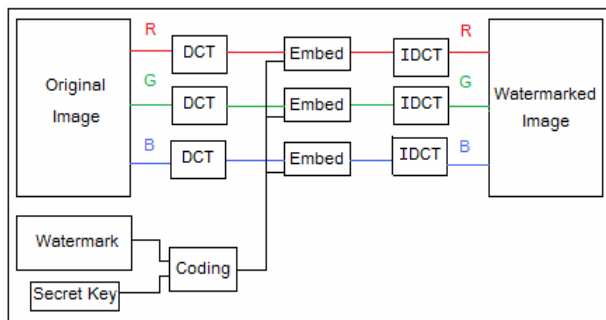 R
DCT
Embed
IDCT
R
Original
Image
G
DCT
Embed
IDCT
G
Watermarked
Image
B
DCT
Embed
IDCT
B
Watermark
Coding
Secret Key